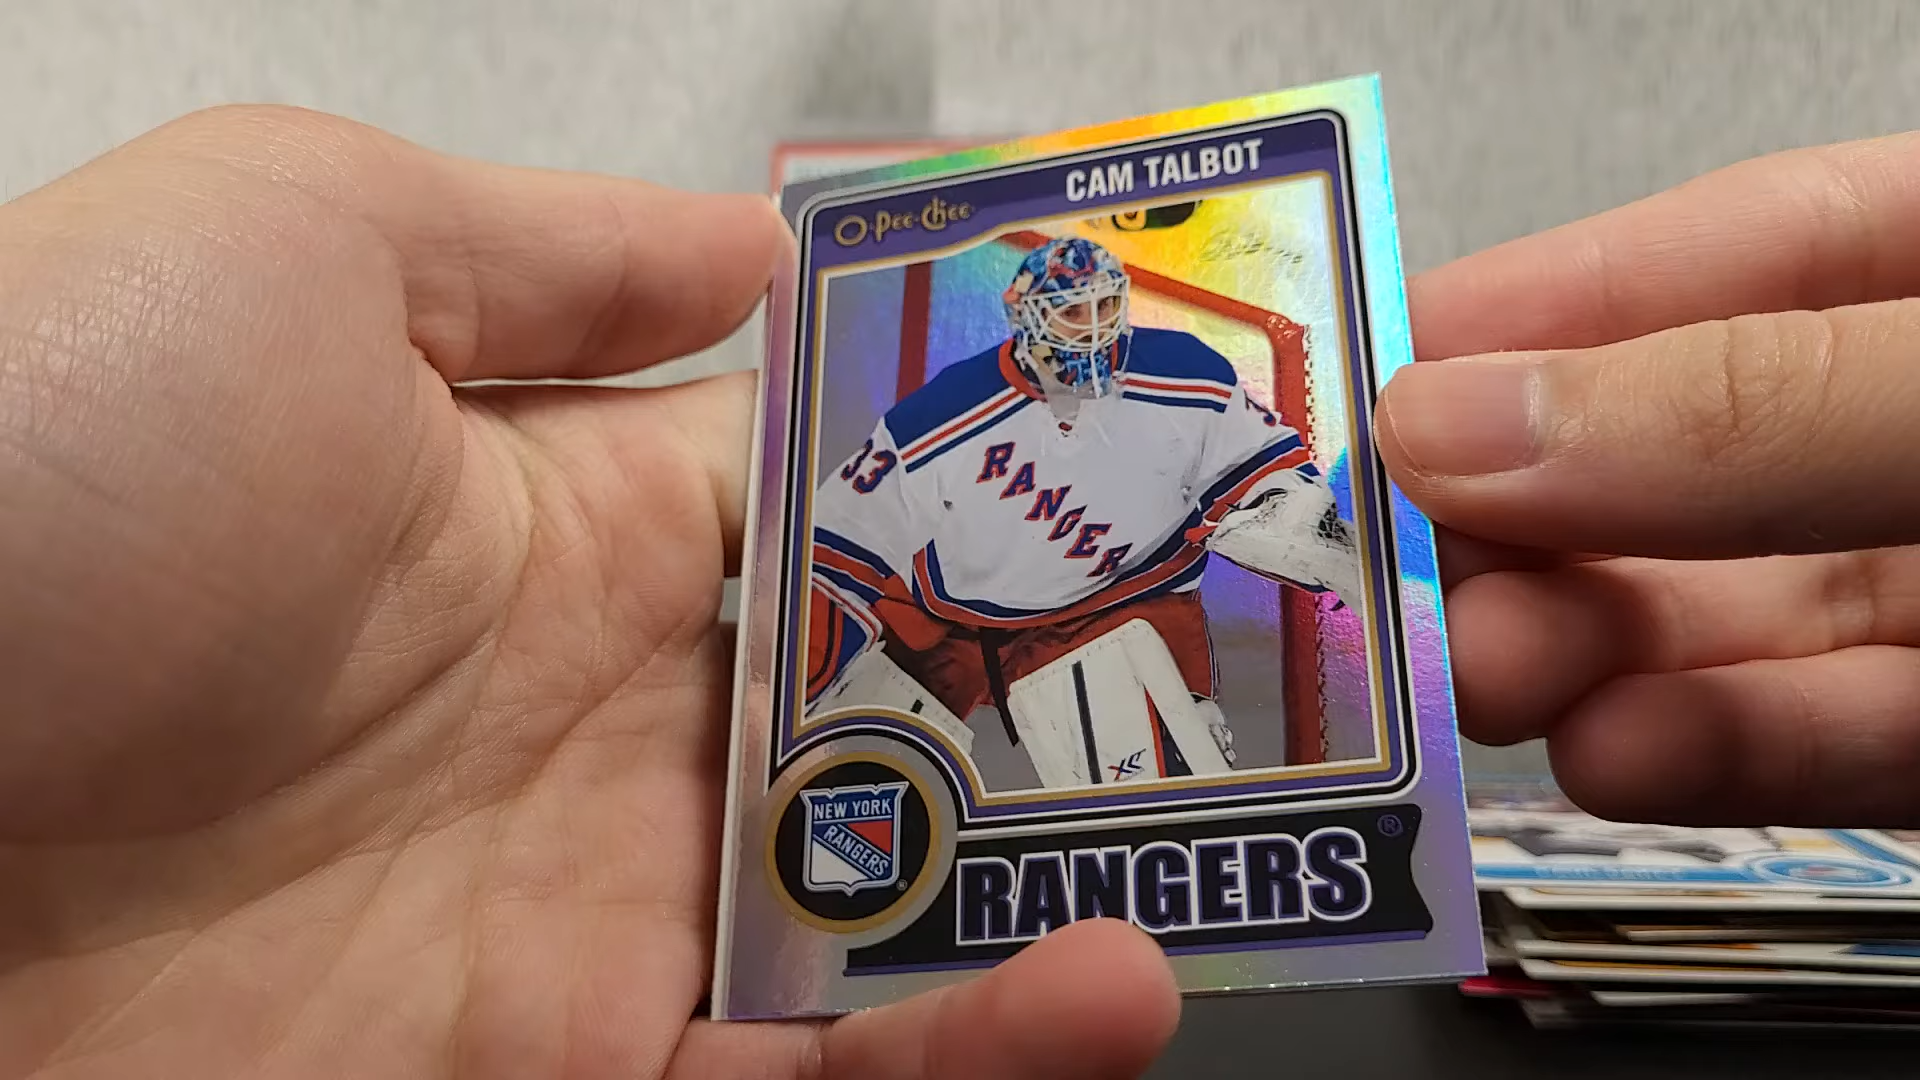 CAM TALBOT
O-Pee-Chee
33
RANGER
NEW YORK
RANGERS
RANGERS ®